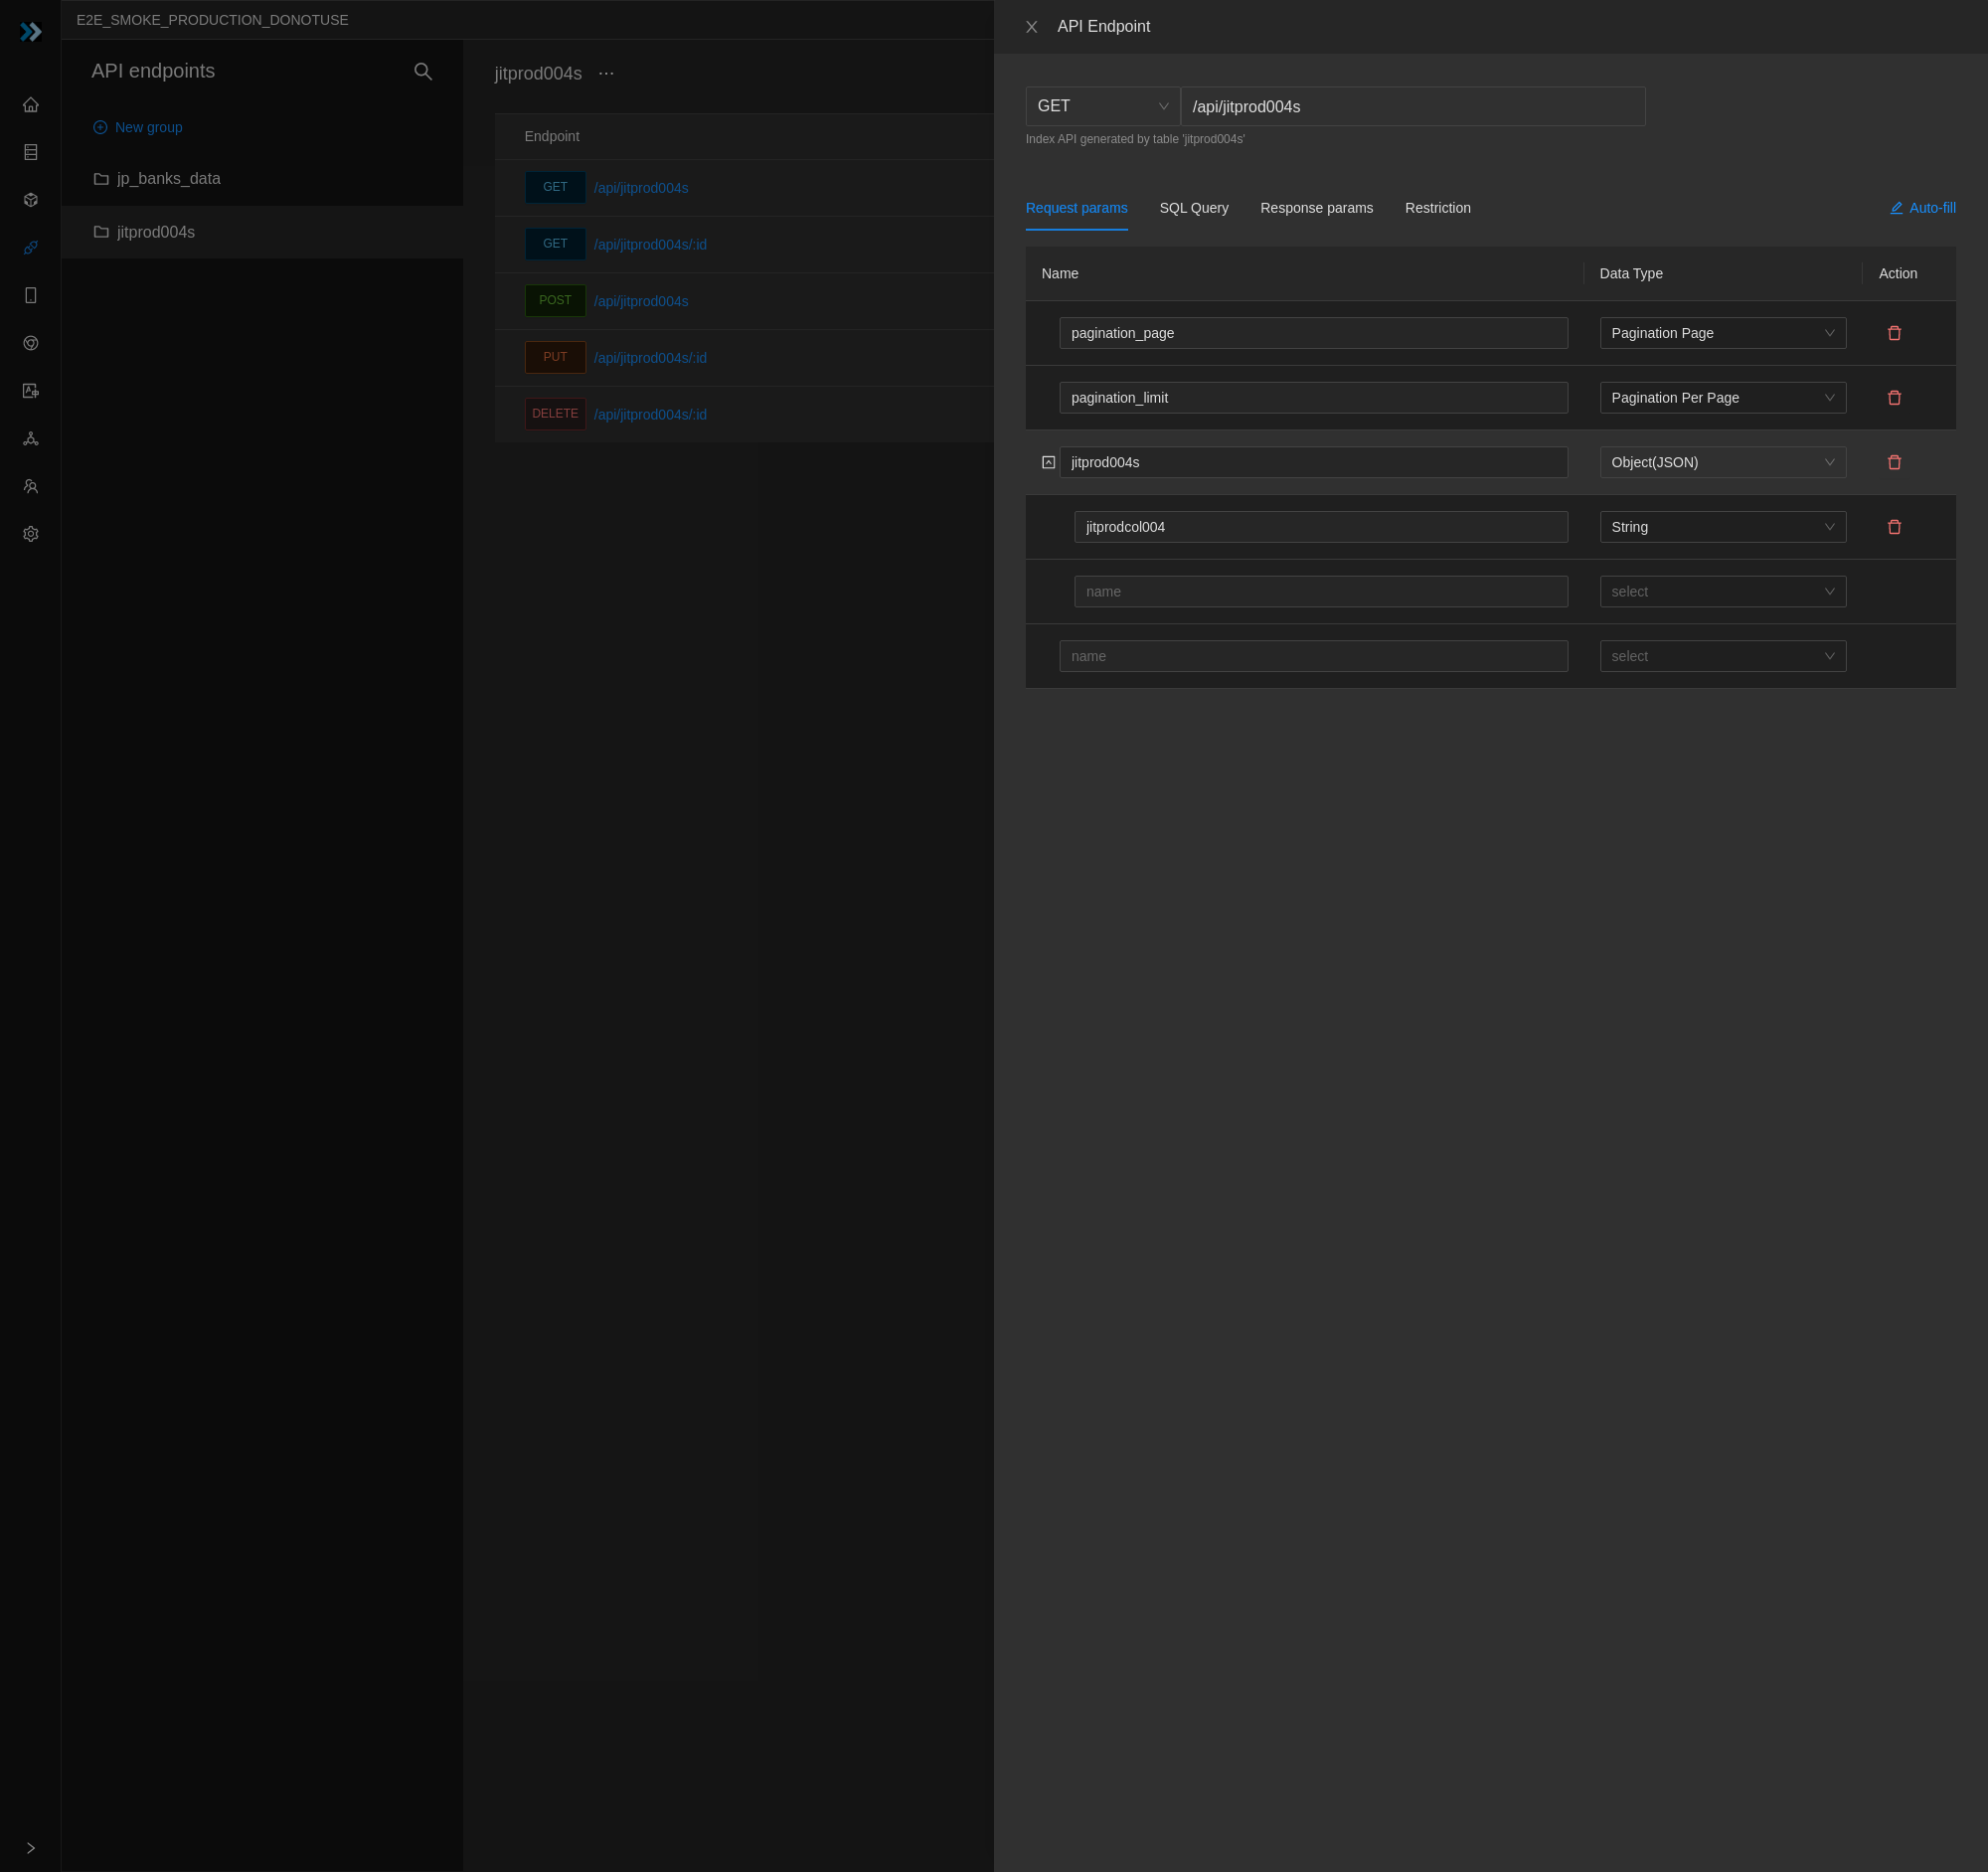 E2E_SMOKE_PRODUCTION_DONOTUSE
API endpoints
New group
jp_banks_data
jitprod004s
jitprod004s ···
Endpoint
GET /api/jitprod004s
GET /api/jitprod004s/:id
POST /api/jitprod004s
PUT /api/jitprod004s/:id
DELETE /api/jitprod004s/:id
API Endpoint
GET /api/jitprod004s
Index API generated by table 'jitprod004s'
Request params SQL Query Response params Restriction Auto-fill
Name Data Type Action
pagination_page Pagination Page
pagination_limit Pagination Per Page
jitprod004s Object(JSON)
jitprodcol004 String
name select
name select